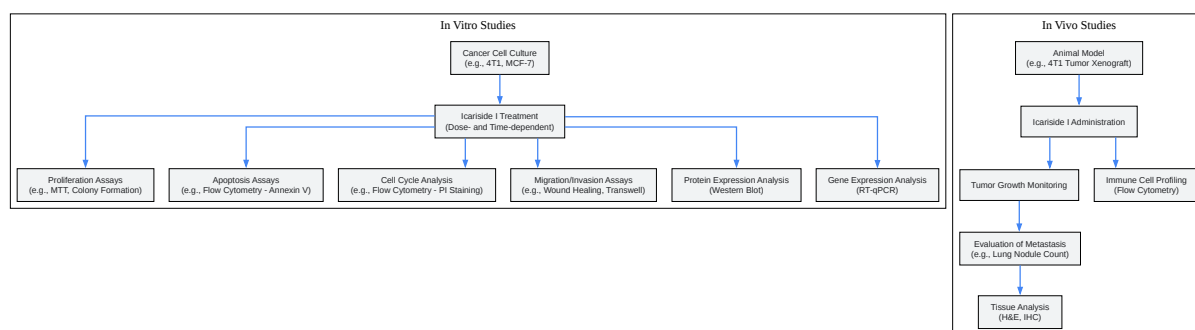 In Vitro Studies
Cancer Cell Culture
(e.g., 4T1, MCF-7)
Icariside I Treatment
(Dose- and Time-dependent)
Proliferation Assays
(e.g., MTT, Colony Formation)
Apoptosis Assays
(e.g., Flow Cytometry - Annexin V)
Cell Cycle Analysis
(e.g., Flow Cytometry - PI Staining)
Migration/Invasion Assays
(e.g., Wound Healing, Transwell)
Protein Expression Analysis
(Western Blot)
Gene Expression Analysis
(RT-qPCR)
In Vivo Studies
Animal Model
(e.g., 4T1 Tumor Xenograft)
Icariside I Administration
Tumor Growth Monitoring
Immune Cell Profiling
(Flow Cytometry)
Evaluation of Metastasis
(e.g., Lung Nodule Count)
Tissue Analysis
(H&E, IHC)